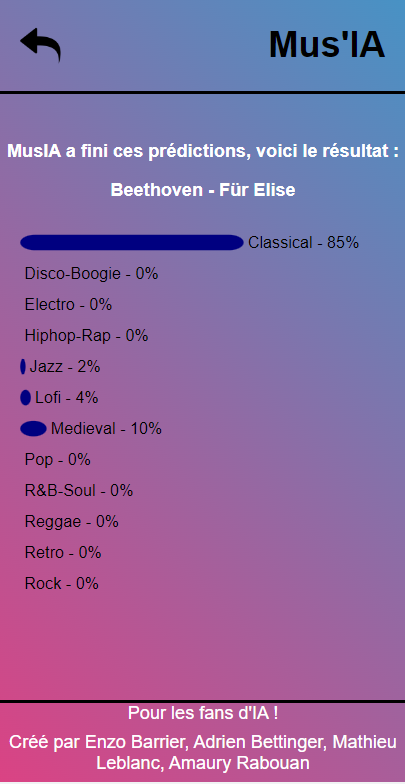 Mus'IA
MusIA a fini ces prédictions, voici le résultat :
Beethoven - Für Elise
Classical - 85%
Disco-Boogie - 0%
Electro - 0%
Hiphop-Rap - 0%
Jazz - 2%
Lofi - 4%
Medieval - 10%
Pop - 0%
R&B-Soul - 0%
Reggae - 0%
Retro - 0%
Rock - 0%
Pour les fans d'IA !
Créé par Enzo Barrier, Adrien Bettinger, Mathieu
Leblanc, Amaury Rabouan